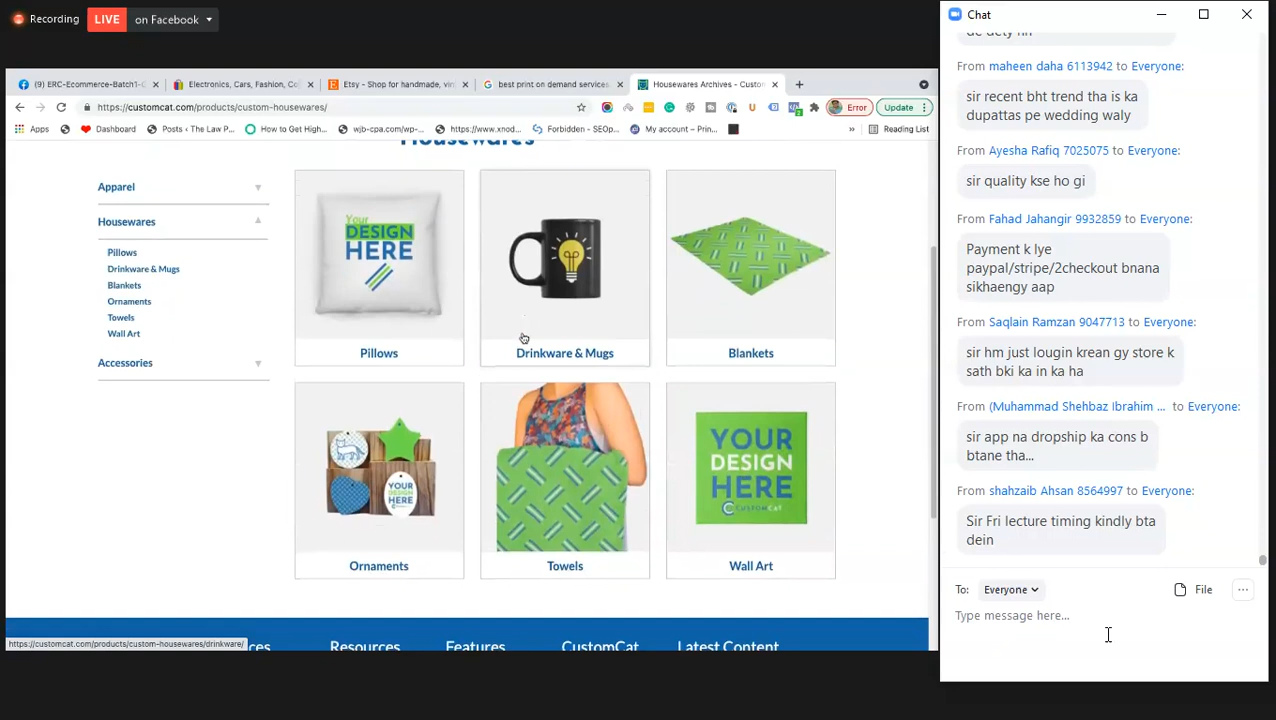 Recording
LIVE
on Facebook
(9) ERC-Ecommerce-Batch1-
Electronics, Cars, Fashion, Co
Etsy - Shop for handmade, vin
best print on demand services
Housewares Archives - Custom
https://customcat.com/products/custom-housewares/
Error
Update
Apps
Dashboard
Posts ‹ The Law P...
How to Get High...
wjb-cpa.com/wp-...
https://www.xnod...
Forbidden - SEOp...
My account – Prin...
»
Reading List
Housewares
Apparel
Housewares
Pillows
Drinkware & Mugs
Blankets
Ornaments
Towels
Wall Art
Accessories
Your
DESIGN
HERE
Pillows
Drinkware & Mugs
Blankets
YOUR
DESIGN
HERE
Ornaments
Towels
YOUR
DESIGN
HERE
CUSTOMCAT
Wall Art
https://customcat.com/products/custom-housewares/drinkware/
Resources
Features
CustomCat
Latest Content
Chat
From maheen daha 6113942 to Everyone:
sir recent bht trend tha is ka
dupattas pe wedding waly
From Ayesha Rafiq 7025075 to Everyone:
sir quality kse ho gi
From Fahad Jahangir 9932859 to Everyone:
Payment k lye
paypal/stripe/2checkout bnana
sikhaengy aap
From Saqlain Ramzan 9047713 to Everyone:
sir hm just lougin krean gy store k
sath bki ka in ka ha
From (Muhammad Shehbaz Ibrahim ... to Everyone:
sir app na dropship ka cons b
btane tha...
From shahzaib Ahsan 8564997 to Everyone:
Sir Fri lecture timing kindly bta
dein
To: Everyone
File
Type message here...